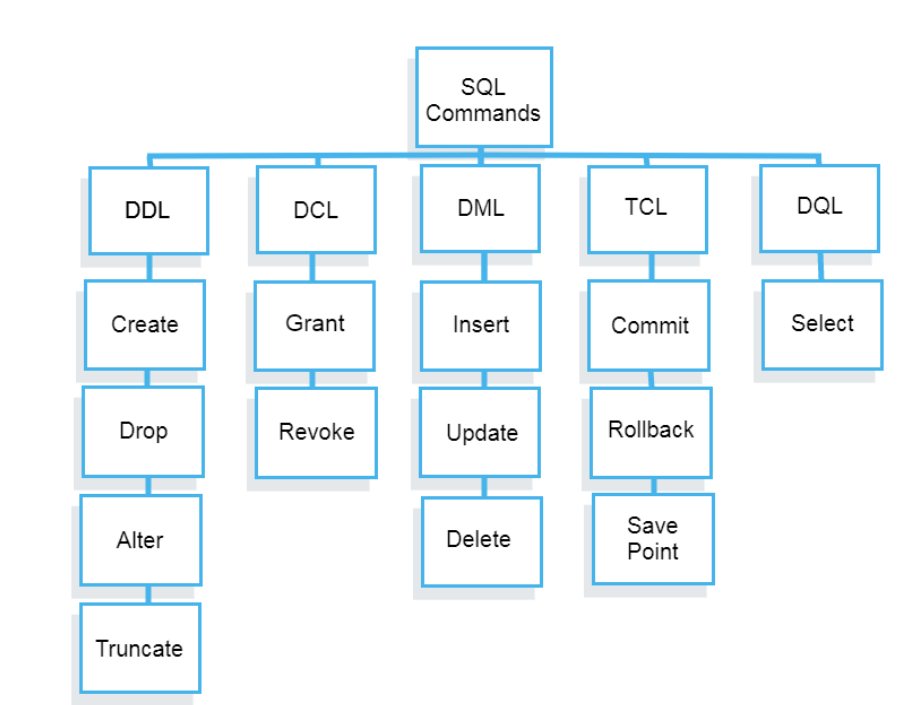 SQL
Commands
DDL
DCL
DML
TCL
DQL
Create
Grant
Insert
Commit
Select
Drop
Revoke
Update
Rollback
Alter
Delete
Save
Point
Truncate